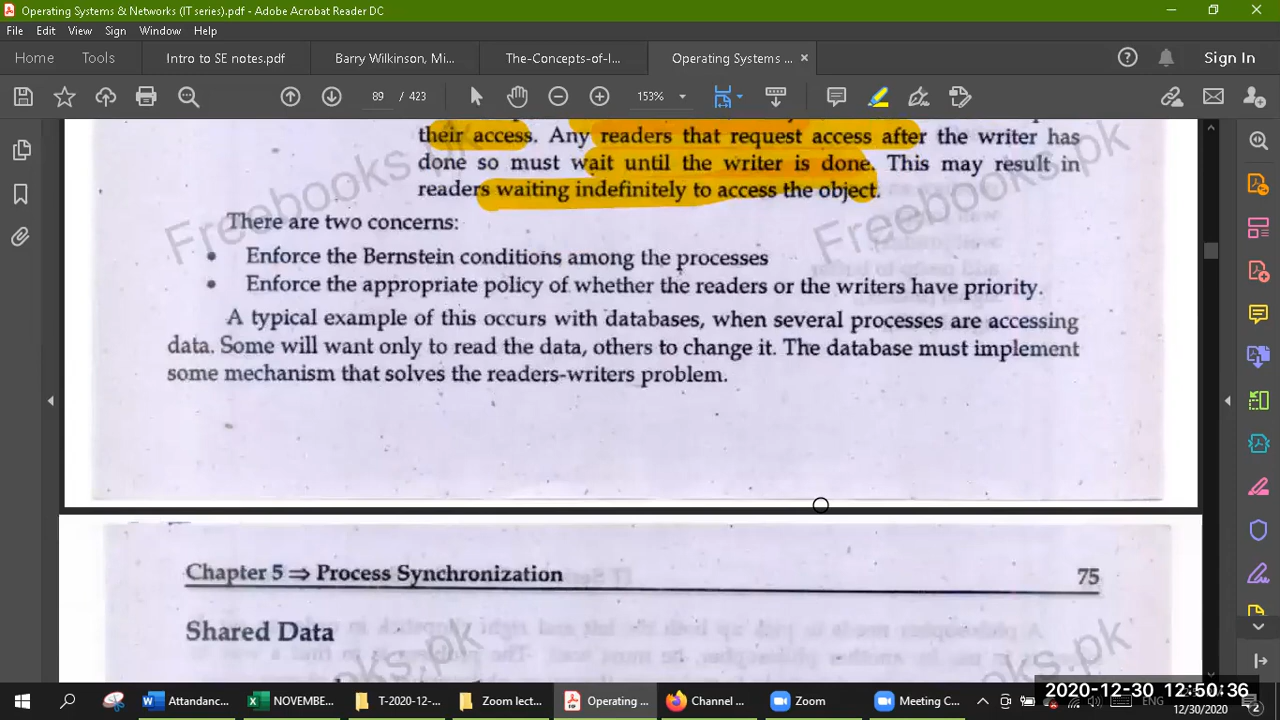 Operating Systems & Networks (IT series).pdf - Adobe Acrobat Reader DC
File Edit View Sign Window Help
Home Tools Intro to SE notes.pdf Barry Wilkinson, Mi... The-Concepts-of-I... Operating Systems ... × Sign In
89 / 423 153%
their access. Any readers that request access after the writer has
done so must wait until the writer is done. This may result in
readers waiting indefinitely to access the object.
There are two concerns:
• Enforce the Bernstein conditions among the processes
• Enforce the appropriate policy of whether the readers or the writers have priority.
A typical example of this occurs with databases, when several processes are accessing
data. Some will want only to read the data, others to change it. The database must implement
some mechanism that solves the readers-writers problem.
Freebooks.pk
Freebooks.pk
Chapter 5 ⇒ Process Synchronization 75
Shared Data
Attandanc... NOVEMBE... T-2020-12-... Zoom lect... Operating ... Channel ... Zoom Meeting C... ENG
2020-12-30 12:50:36
12/30/2020